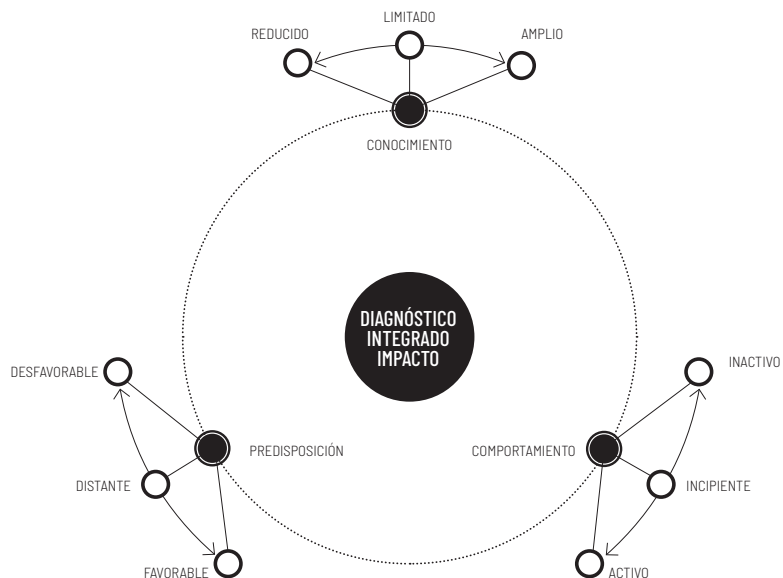 LIMITADO
REDUCIDO
AMPLIO
CONOCIMIENTO
DIAGNÓSTICO
INTEGRADO
IMPACTO
DESFAVORABLE
INACTIVO
PREDISPOSICIÓN
COMPORTAMIENTO
DISTANTE
INCIPIENTE
FAVORABLE
ACTIVO